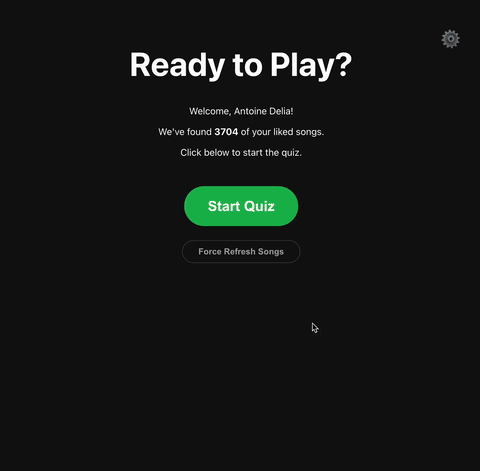 Ready to Play?
Welcome, Antoine Delia!
We've found 3704 of your liked songs.
Click below to start the quiz.
Start Quiz
Force Refresh Songs